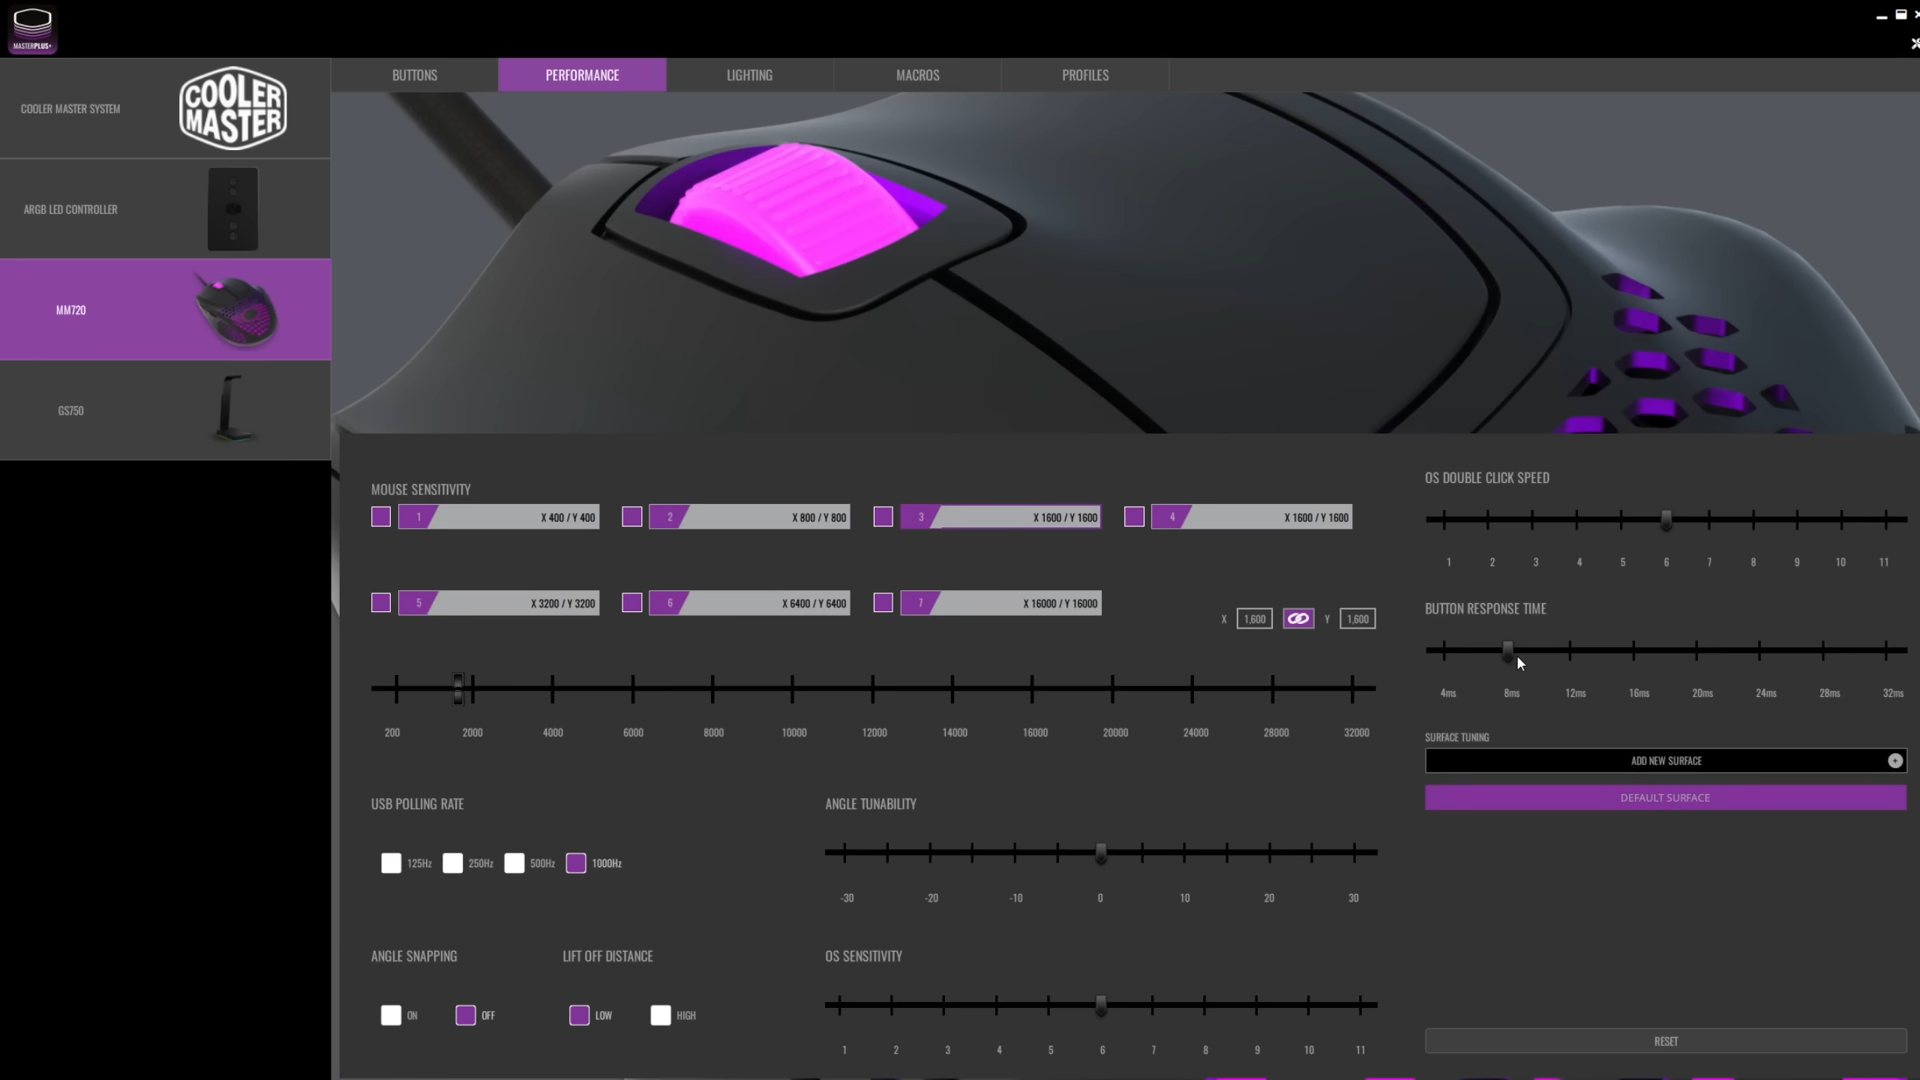 MASTERPLUS+
COOLER MASTER SYSTEM
COOLER
MASTER
ARGB LED CONTROLLER
MM720
GS750
BUTTONS
PERFORMANCE
LIGHTING
MACROS
PROFILES
MOUSE SENSITIVITY
1 X 400 / Y 400
2 X 800 / Y 800
3 X 1600 / Y 1600
4 X 1600 / Y 1600
5 X 3200 / Y 3200
6 X 6400 / Y 6400
7 X 16000 / Y 16000
X 1,600 Y 1,600
200 2000 4000 6000 8000 10000 12000 14000 16000 20000 24000 28000 32000
USB POLLING RATE
125Hz 250Hz 500Hz 1000Hz
ANGLE TUNABILITY
-30 -20 -10 0 10 20 30
ANGLE SNAPPING
ON OFF
LIFT OFF DISTANCE
LOW HIGH
OS SENSITIVITY
1 2 3 4 5 6 7 8 9 10 11
OS DOUBLE CLICK SPEED
1 2 3 4 5 6 7 8 9 10 11
BUTTON RESPONSE TIME
4ms 8ms 12ms 16ms 20ms 24ms 28ms 32ms
SURFACE TUNING
ADD NEW SURFACE
DEFAULT SURFACE
RESET